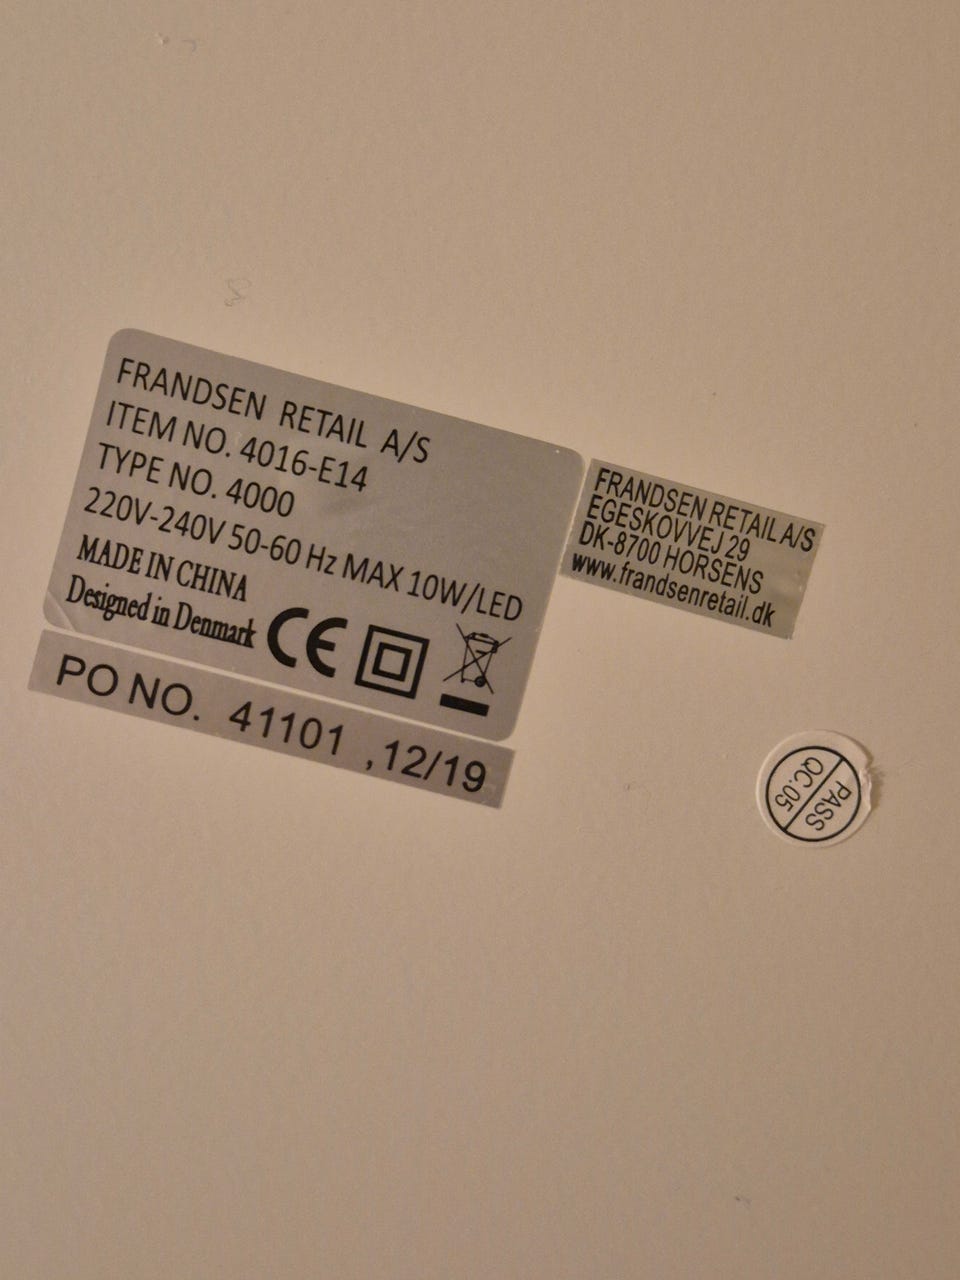 FRANDSEN RETAIL A/S
ITEM NO. 4016-E14
TYPE NO. 4000
220V-240V 50-60 Hz MAX 10W/LED
MADE IN CHINA
Designed in Denmark
CE
PO NO. 41101 ,12/19
FRANDSEN RETAIL A/S
EGESKOVVEJ 29
DK-8700 HORSENS
www.frandsenretail.dk
QC.05
PASS